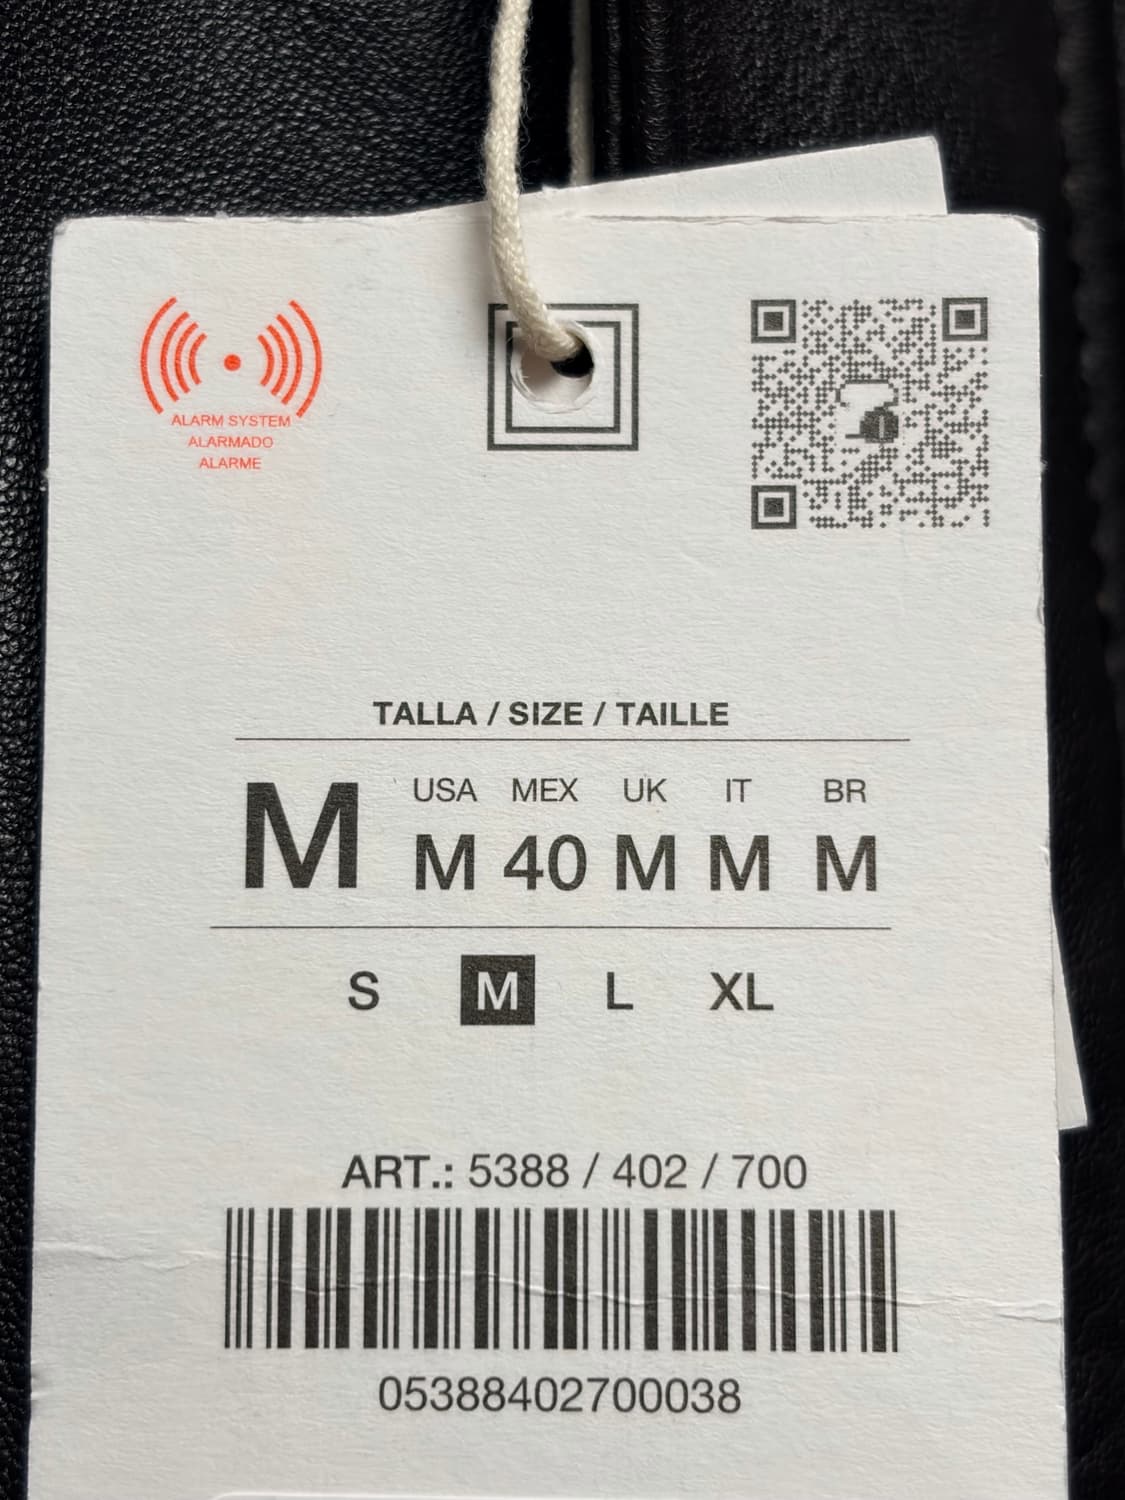 ALARM SYSTEM
ALARMADO
ALARME
TALLA / SIZE / TAILLE
M
USA MEX UK IT BR
M 40 M M M
S M L XL
ART.: 5388 / 402 / 700
05388402700038